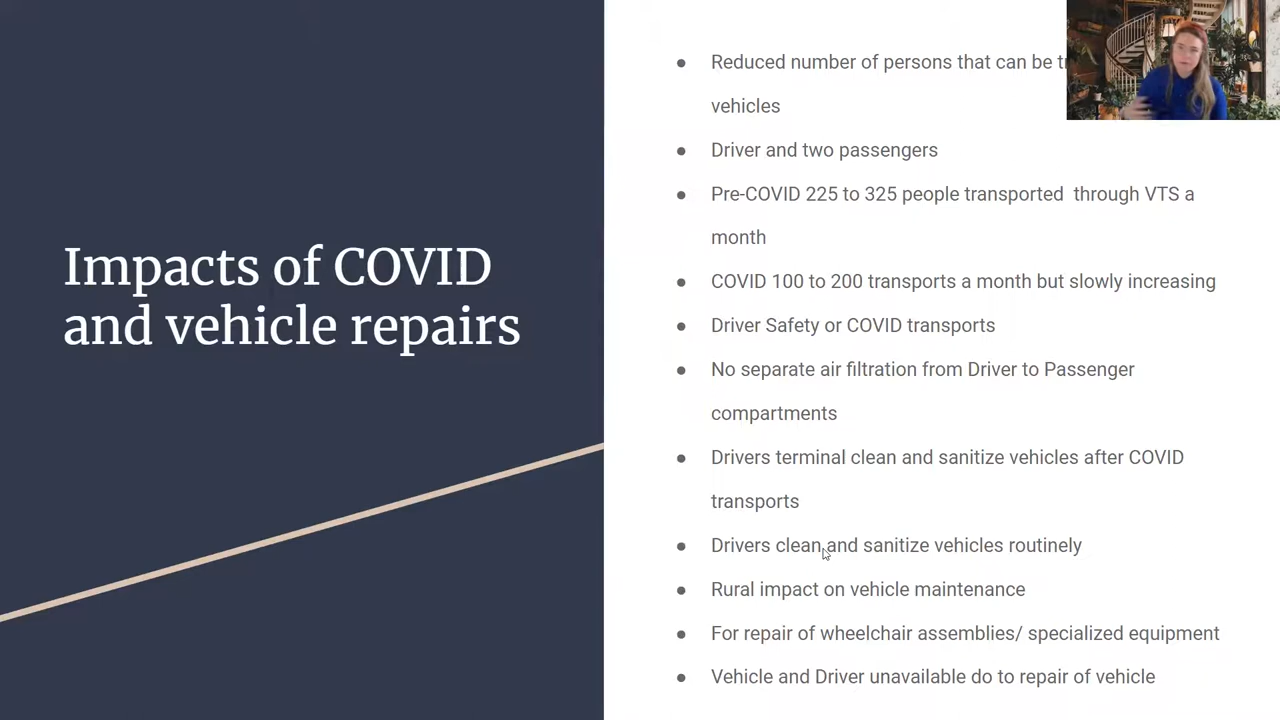 Impacts of COVID
and vehicle repairs
● Reduced number of persons that can be
vehicles
● Driver and two passengers
● Pre-COVID 225 to 325 people transported  through VTS a
month
● COVID 100 to 200 transports a month but slowly increasing
● Driver Safety or COVID transports
● No separate air filtration from Driver to Passenger
compartments
● Drivers terminal clean and sanitize vehicles after COVID
transports
● Drivers clean and sanitize vehicles routinely
● Rural impact on vehicle maintenance
● For repair of wheelchair assemblies/ specialized equipment
● Vehicle and Driver unavailable do to repair of vehicle